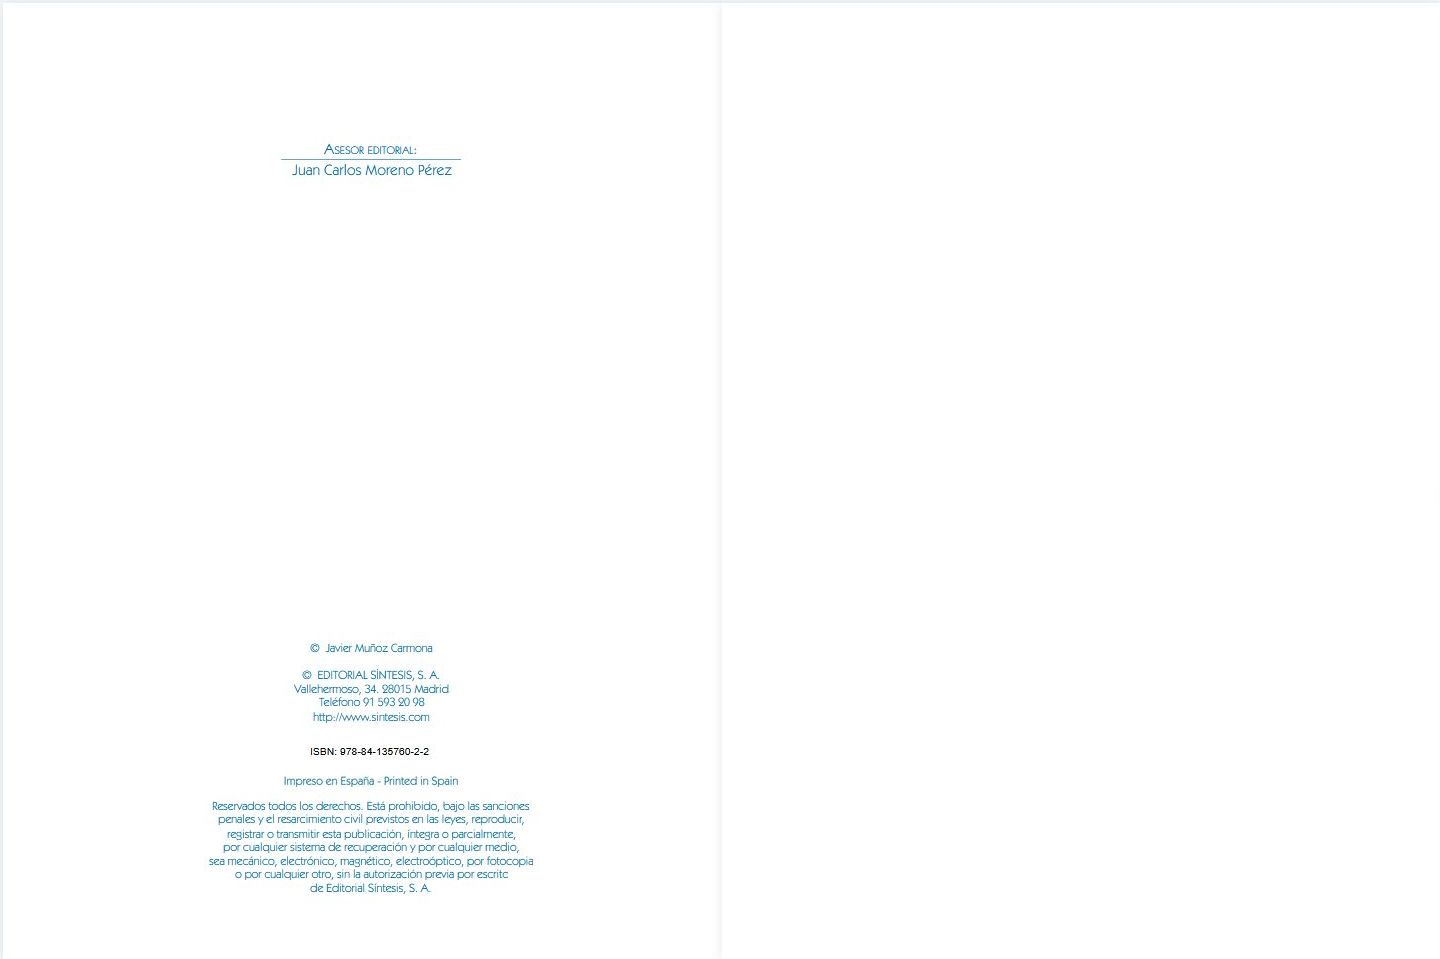 ASESOR EDITORIAL:
Juan Carlos Moreno Pérez
© Javier Muñoz Carmona
© EDITORIAL SÍNTESIS, S. A.
Vallehermoso, 34. 28015 Madrid
Teléfono 91 593 20 98
http://www.sintesis.com
ISBN: 978-84-135760-2-2
Impreso en España - Printed in Spain
Reservados todos los derechos. Está prohibido, bajo las sanciones
penales y el resarcimiento civil previstos en las leyes, reproducir,
registrar o transmitir esta publicación, íntegra o parcialmente,
por cualquier sistema de recuperación y por cualquier medio,
sea mecánico, electrónico, magnético, electroóptico, por fotocopia
o por cualquier otro, sin la autorización previa por escrito
de Editorial Síntesis, S. A.